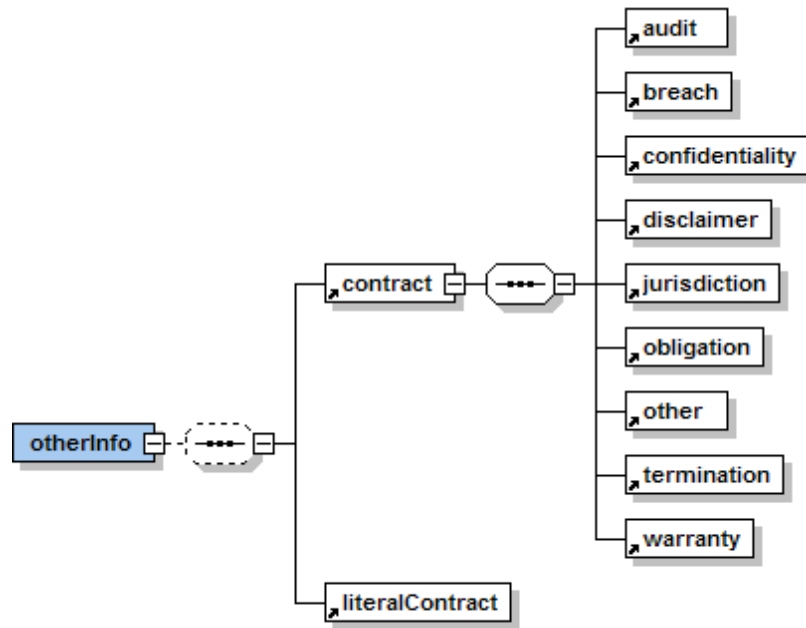 audit
breach
confidentiality
disclaimer
contract
jurisdiction
obligation
other
otherInfo
termination
warranty
literalContract